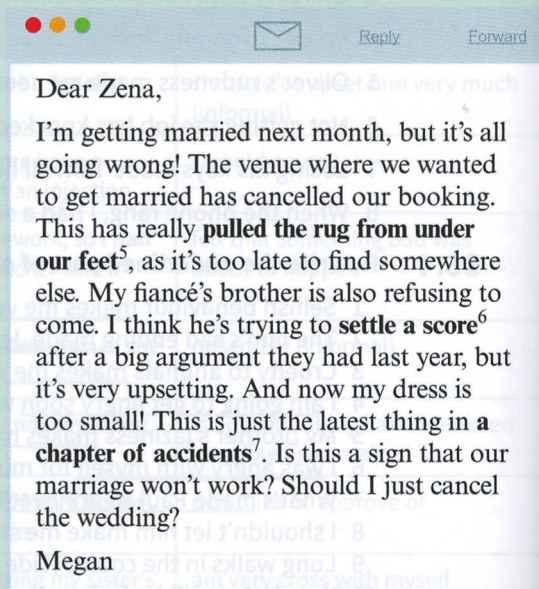 Reply Forward
Dear Zena,
I'm getting married next month, but it's all
going wrong! The venue where we wanted
to get married has cancelled our booking.
This has really pulled the rug from under
our feet⁵, as it's too late to find somewhere
else. My fiancé's brother is also refusing to
come. I think he's trying to settle a score⁶
after a big argument they had last year, but
it's very upsetting. And now my dress is
too small! This is just the latest thing in a
chapter of accidents⁷. Is this a sign that our
marriage won't work? Should I just cancel
the wedding?
Megan